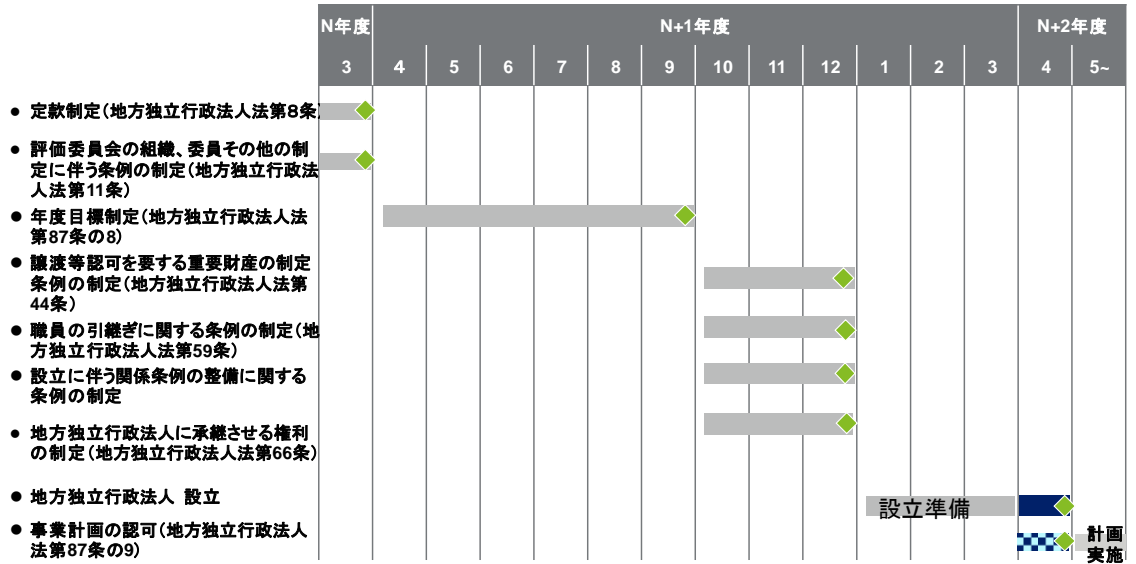 N年度 N+1年度 N+2年度
3 4 5 6 7 8 9 10 11 12 1 2 3 4 5~
● 定款制定(地方独立行政法人法第8条)
● 評価委員会の組織、委員その他の制
定に伴う条例の制定(地方独立行政法
人法第11条)
● 年度目標制定(地方独立行政法人法
第87条の8)
● 譲渡等認可を要する重要財産の制定
条例の制定(地方独立行政法人法第
44条)
● 職員の引継ぎに関する条例の制定(地
方独立行政法人法第59条)
● 設立に伴う関係条例の整備に関する
条例の制定
● 地方独立行政法人に承継させる権利
の制定(地方独立行政法人法第66条)
● 地方独立行政法人 設立
設立準備
● 事業計画の認可(地方独立行政法人
法第87条の9)
計画
実施